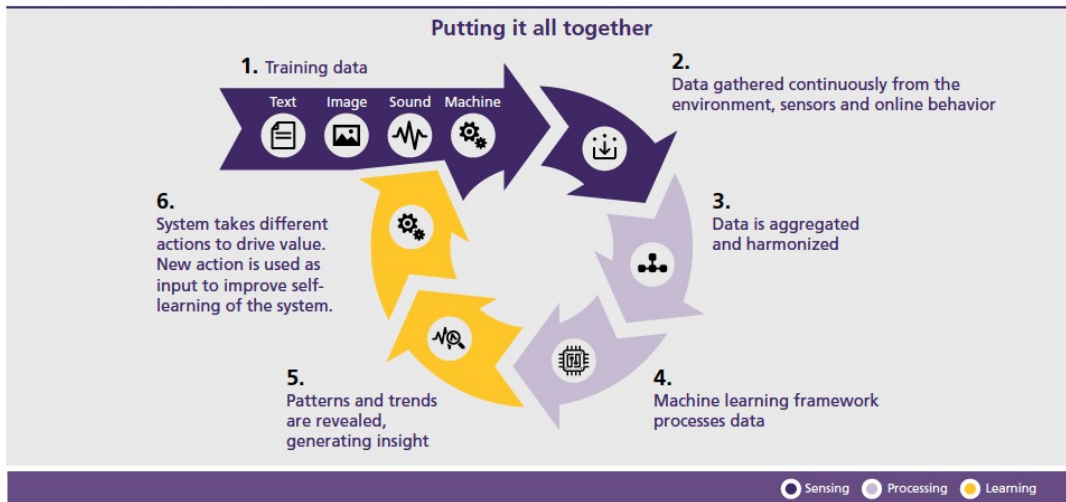 Putting it all together
1. Training data
Text Image Sound Machine
2.
Data gathered continuously from the
environment, sensors and online behavior
3.
Data is aggregated
and harmonized
4.
Machine learning framework
processes data
5.
Patterns and trends
are revealed,
generating insight
6.
System takes different
actions to drive value.
New action is used as
input to improve self-
learning of the system.
Sensing Processing Learning